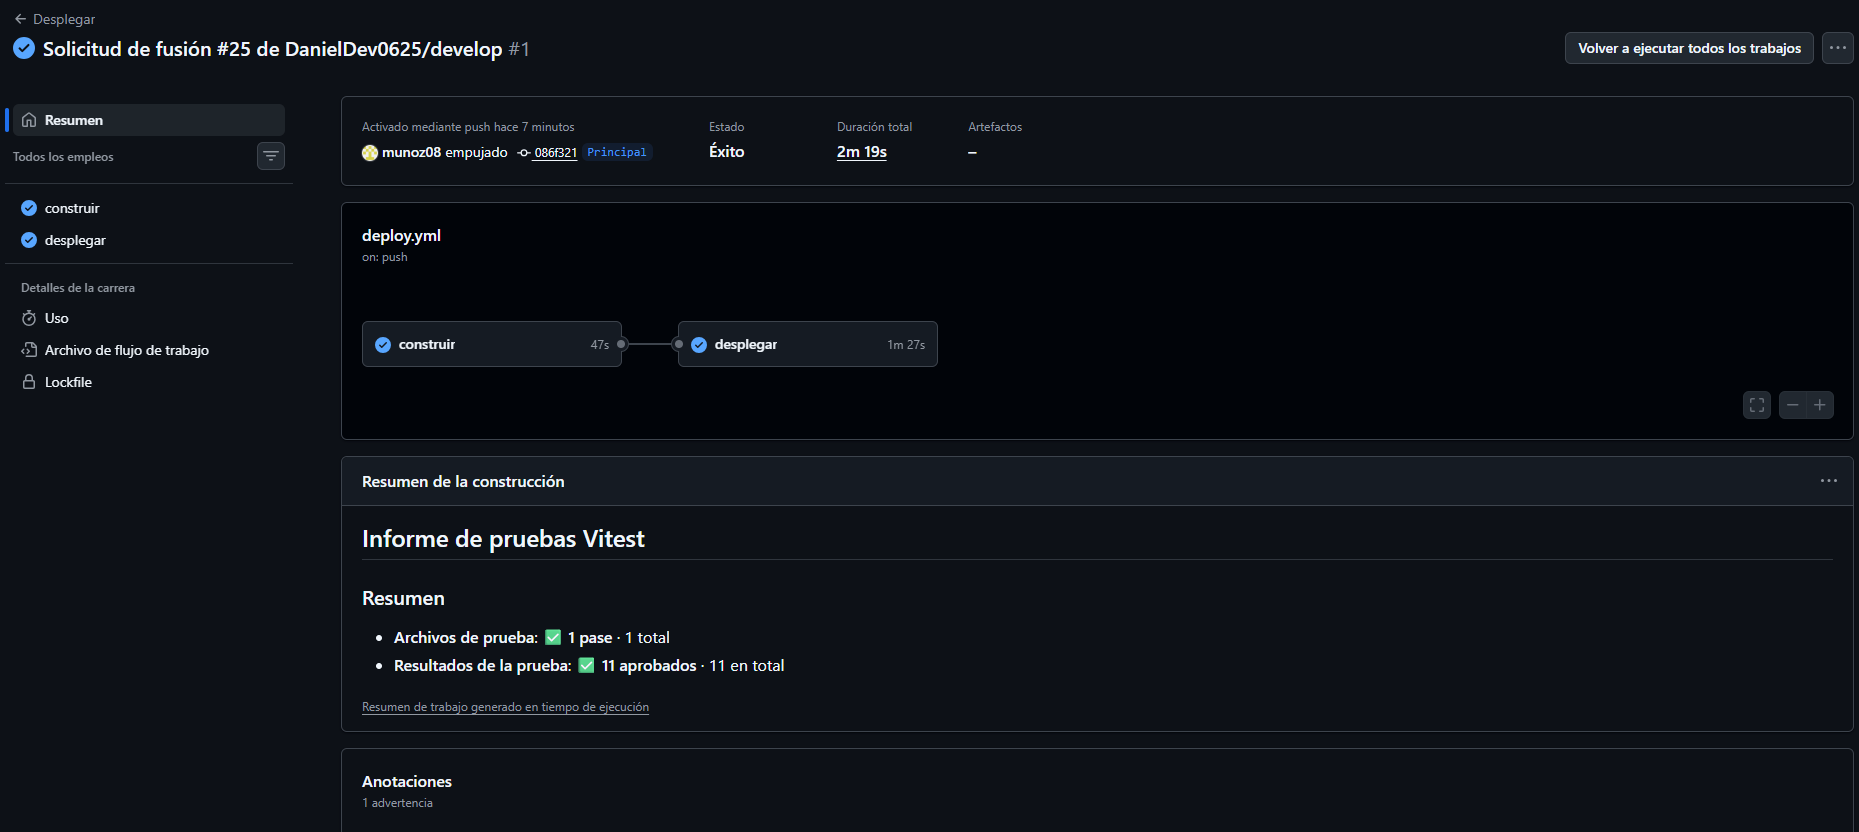 Desplegar
Solicitud de fusión #25 de DanielDev0625/develop #1
Volver a ejecutar todos los trabajos
Resumen
Todos los empleos
construir
desplegar
Detalles de la carrera
Uso
Archivo de flujo de trabajo
Lockfile
Activado mediante push hace 7 minutos
munoz08 empujado 086f321 Principal
Estado
Éxito
Duración total
2m 19s
Artefactos
–
deploy.yml
on: push
construir 47s
desplegar 1m 27s
Resumen de la construcción
Informe de pruebas Vitest
Resumen
Archivos de prueba: ✅ 1 pase · 1 total
Resultados de la prueba: ✅ 11 aprobados · 11 en total
Resumen de trabajo generado en tiempo de ejecución
Anotaciones
1 advertencia